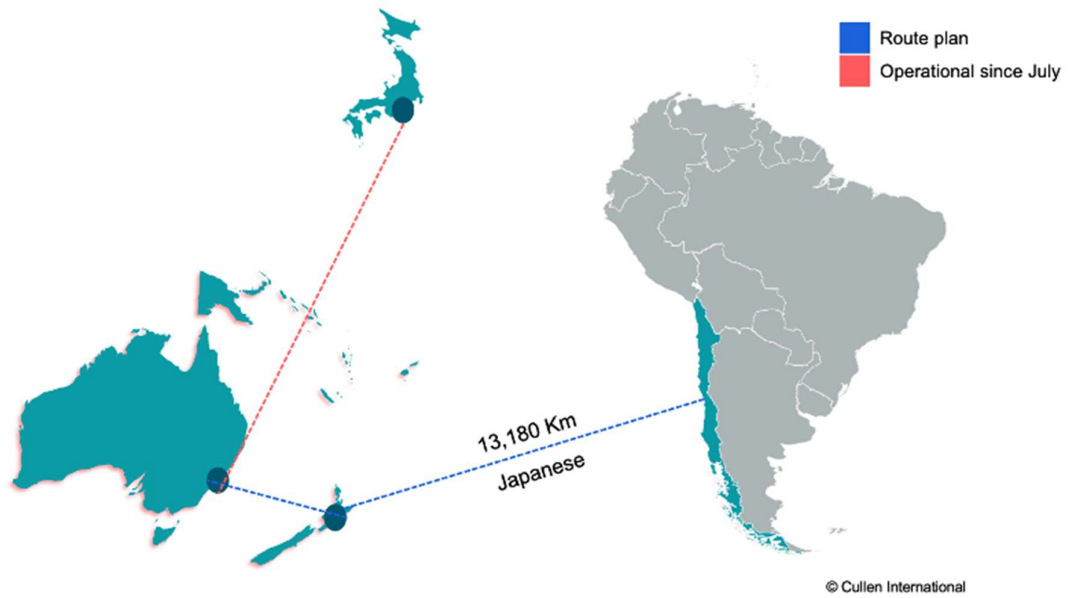 Route plan
Operational since July
13,180 Km
Japanese
© Cullen International